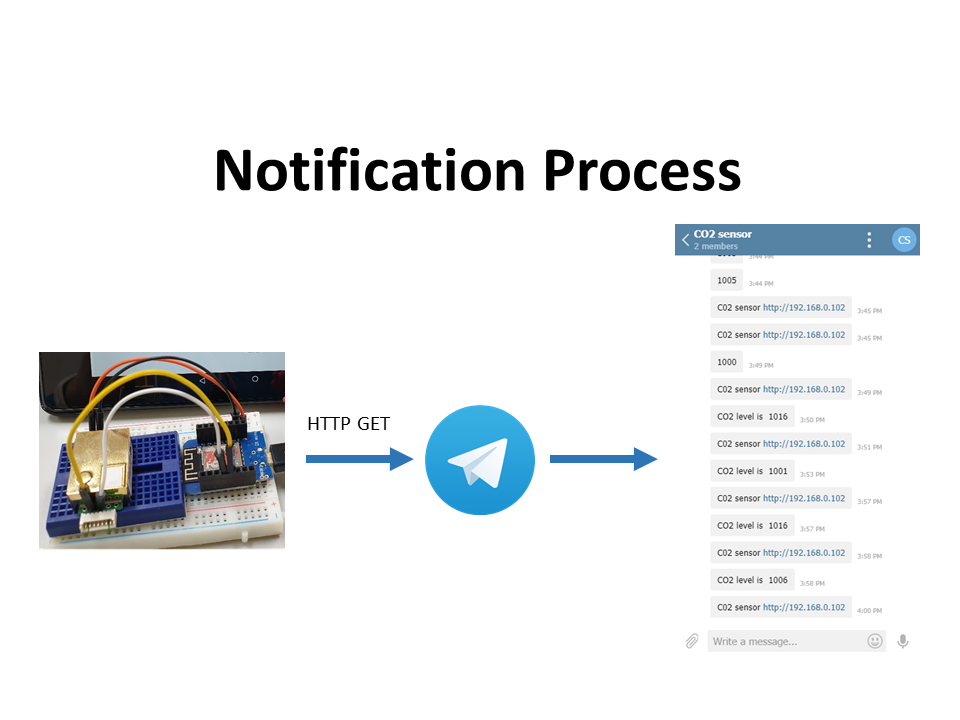 Notification Process
CO2 sensor
2 members
CS
3:44 PM
1005
3:44 PM
C02 sensor http://192.168.0.102
3:45 PM
C02 sensor http://192.168.0.102
3:45 PM
1000
3:49 PM
C02 sensor http://192.168.0.102
3:49 PM
CO2 level is 1016
3:50 PM
C02 sensor http://192.168.0.102
3:51 PM
CO2 level is 1001
3:53 PM
C02 sensor http://192.168.0.102
3:57 PM
CO2 level is 1016
3:57 PM
C02 sensor http://192.168.0.102
3:58 PM
CO2 level is 1006
3:58 PM
C02 sensor http://192.168.0.102
4:00 PM
Write a message...
HTTP GET